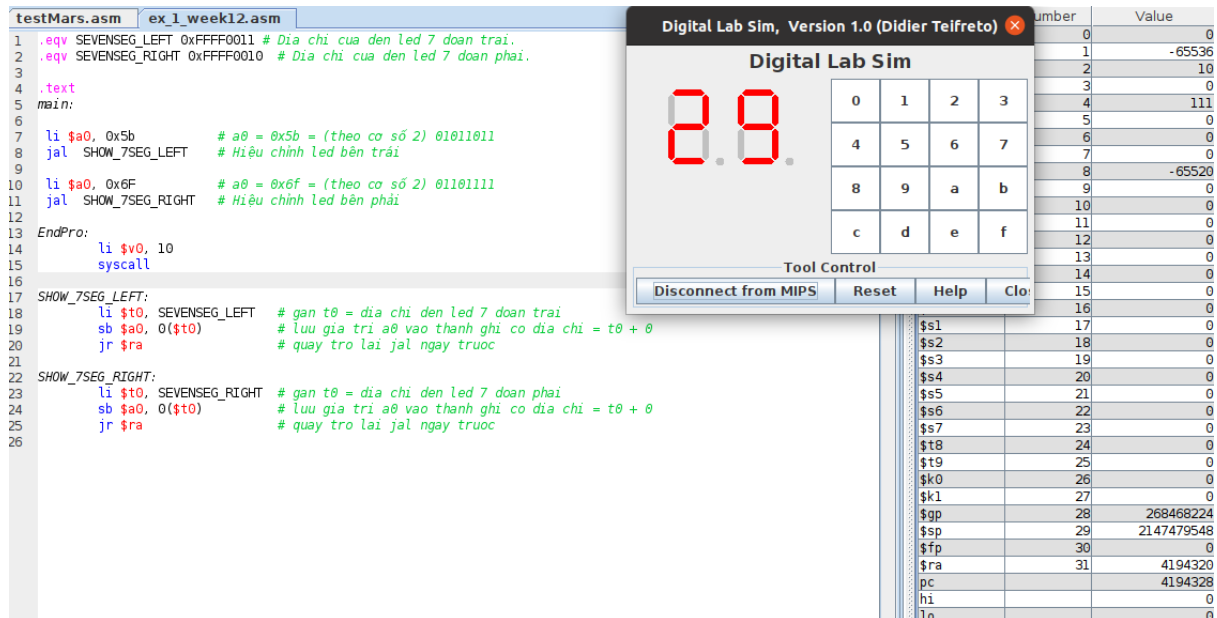 testMars.asm ex_1_week12.asm
1 .eqv SEVENSEG_LEFT 0xFFFF0011 # Dia chi cua den led 7 doan trai.
2 .eqv SEVENSEG_RIGHT 0xFFFF0010 # Dia chi cua den led 7 doan phai.
3
4 .text
5 main:
6
7 li $a0, 0x5b # a0 = 0x5b = (theo cơ số 2) 01011011
8 jal SHOW_7SEG_LEFT # Hiệu chỉnh led bên trái
9
10 li $a0, 0x6F # a0 = 0x6f = (theo cơ số 2) 01101111
11 jal SHOW_7SEG_RIGHT # Hiệu chỉnh led bên phải
12
13 EndPro:
14 li $v0, 10
15 syscall
16
17 SHOW_7SEG_LEFT:
18 li $t0, SEVENSEG_LEFT # gan t0 = dia chi den led 7 doan trai
19 sb $a0, 0($t0) # luu gia tri a0 vao thanh ghi co dia chi = t0 + 0
20 jr $ra # quay tro lai jal ngay truoc
21
22 SHOW_7SEG_RIGHT:
23 li $t0, SEVENSEG_RIGHT # gan t0 = dia chi den led 7 doan phai
24 sb $a0, 0($t0) # luu gia tri a0 vao thanh ghi co dia chi = t0 + 0
25 jr $ra # quay tro lai jal ngay truoc
26
Digital Lab Sim, Version 1.0 (Didier Teifreto)
Digital Lab Sim
29
0 1 2 3
4 5 6 7
8 9 a b
c d e f
Tool Control
Disconnect from MIPS Reset Help Clo
umber Value
0 0
1 -65536
2 10
3 0
4 111
5 0
6 0
7 0
8 -65520
9 0
10 0
11 0
12 0
13 0
14 0
15 0
16 0
$s1 17 0
$s2 18 0
$s3 19 0
$s4 20 0
$s5 21 0
$s6 22 0
$s7 23 0
$t8 24 0
$t9 25 0
$k0 26 0
$k1 27 0
$gp 28 268468224
$sp 29 2147479548
$fp 30 0
$ra 31 4194320
pc 4194328
hi 0
lo 0